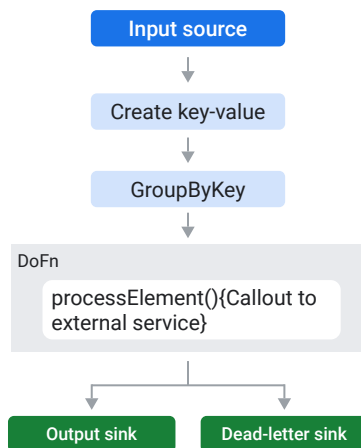 Input source
Create key-value
GroupByKey
DoFn
processElement(){Callout to
external service}
Output sink
Dead-letter sink